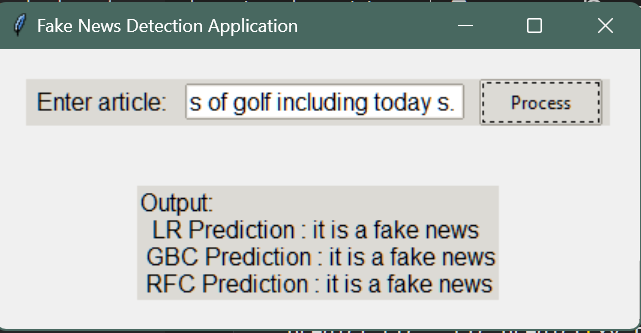 Fake News Detection Application
Enter article: s of golf including today s. Process
Output:
LR Prediction : it is a fake news
GBC Prediction : it is a fake news
RFC Prediction : it is a fake news